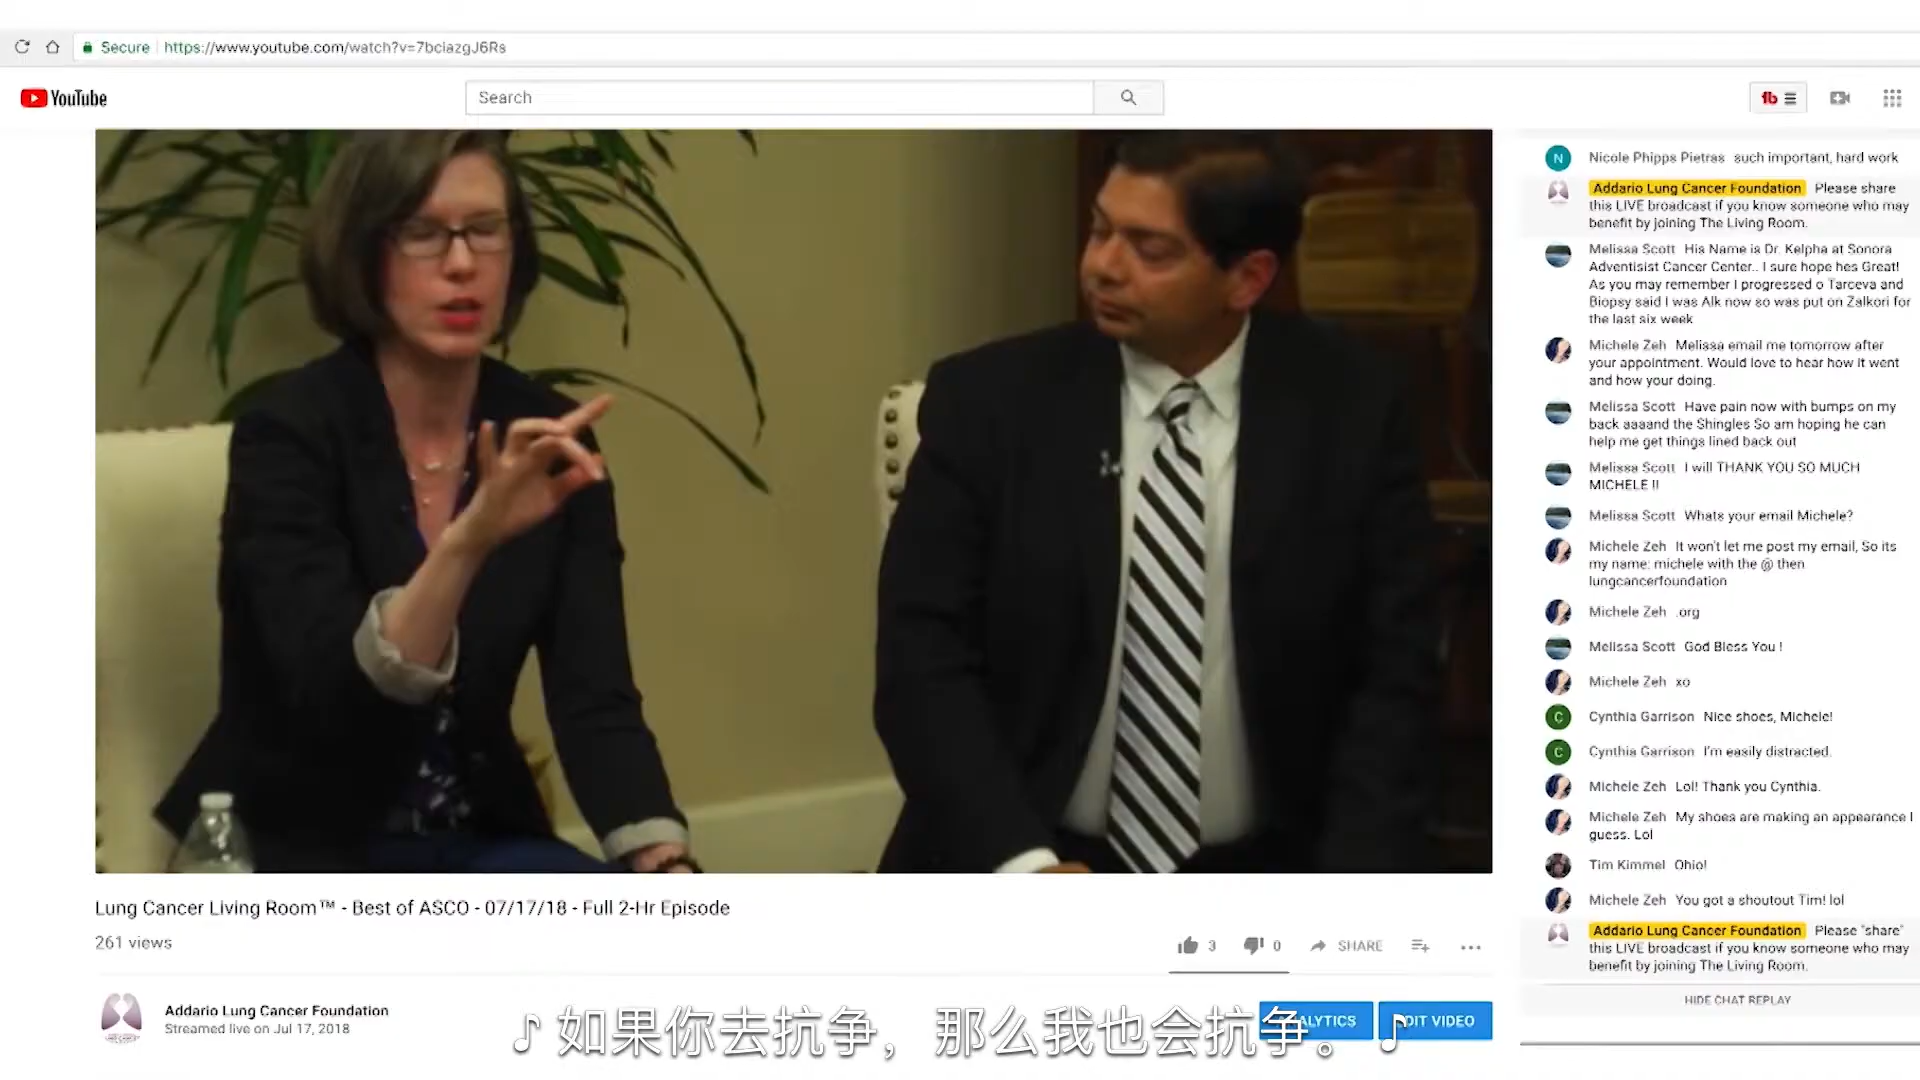 Secure https://www.youtube.com/watch?v=7bciazgJ6Rs
YouTube
Search
fb
Nicole Phipps Pietras such important, hard work
Addario Lung Cancer Foundation Please share
this LIVE broadcast if you know someone who may
benefit by joining The Living Room.
Melissa Scott His Name is Dr. Kelpha at Sonora
Adventisist Cancer Center.. I sure hope hes Great!
As you may remember I progressed o Tarceva and
Biopsy said I was Alk now so was put on Zalkori for
the last six week
Michele Zeh Melissa email me tomorrow after
your appointment. Would love to hear how it went
and how your doing.
Melissa Scott Have pain now with bumps on my
back aaaand the Shingles So am hoping he can
help me get things lined back out
Melissa Scott I will THANK YOU SO MUCH
MICHELE !!
Melissa Scott Whats your email Michele?
Michele Zeh It won't let me post my email, So its
my name: michele with the @ then
lungcancerfoundation
Michele Zeh .org
Melissa Scott God Bless You !
Michele Zeh xo
C
Cynthia Garrison Nice shoes, Michele!
C
Cynthia Garrison I'm easily distracted.
Michele Zeh Lol! Thank you Cynthia.
Michele Zeh My shoes are making an appearance I
guess. Lol
Tim Kimmel Ohio!
Michele Zeh You got a shoutout Tim! lol
Addario Lung Cancer Foundation Please "share"
this LIVE broadcast if you know someone who may
benefit by joining The Living Room.
HIDE CHAT REPLAY
Lung Cancer Living Room™ - Best of ASCO - 07/17/18 - Full 2-Hr Episode
261 views
3 0 SHARE
Addario Lung Cancer Foundation
Streamed live on Jul 17, 2018
ALYTICS DIT VIDEO
♪ 如果你去抗争，那么我也会抗争。♪